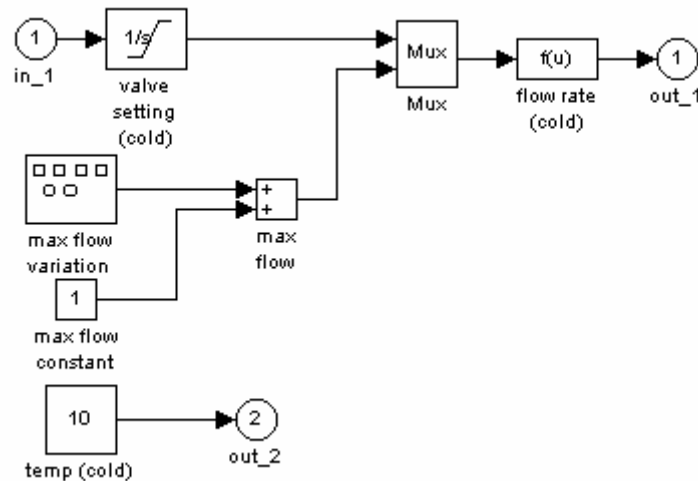 1
in_1
1/s
valve
setting
(cold)
Mux
Mux
f(u)
flow rate
(cold)
1
out_1
max flow
variation
+
+
max
flow
1
max flow
constant
10
temp (cold)
2
out_2